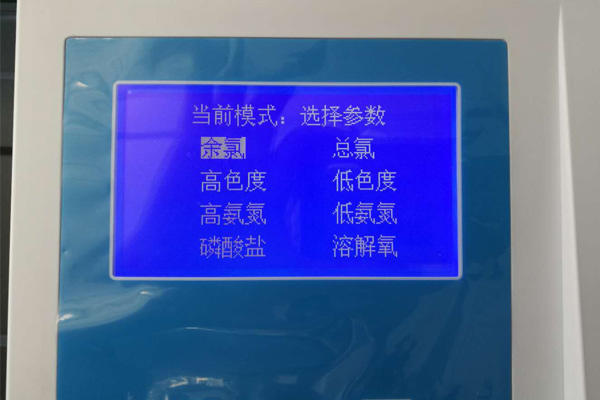 当前模式：选择参数
余氯 总氯
高色度 低色度
高氨氮 低氨氮
磷酸盐 溶解氧